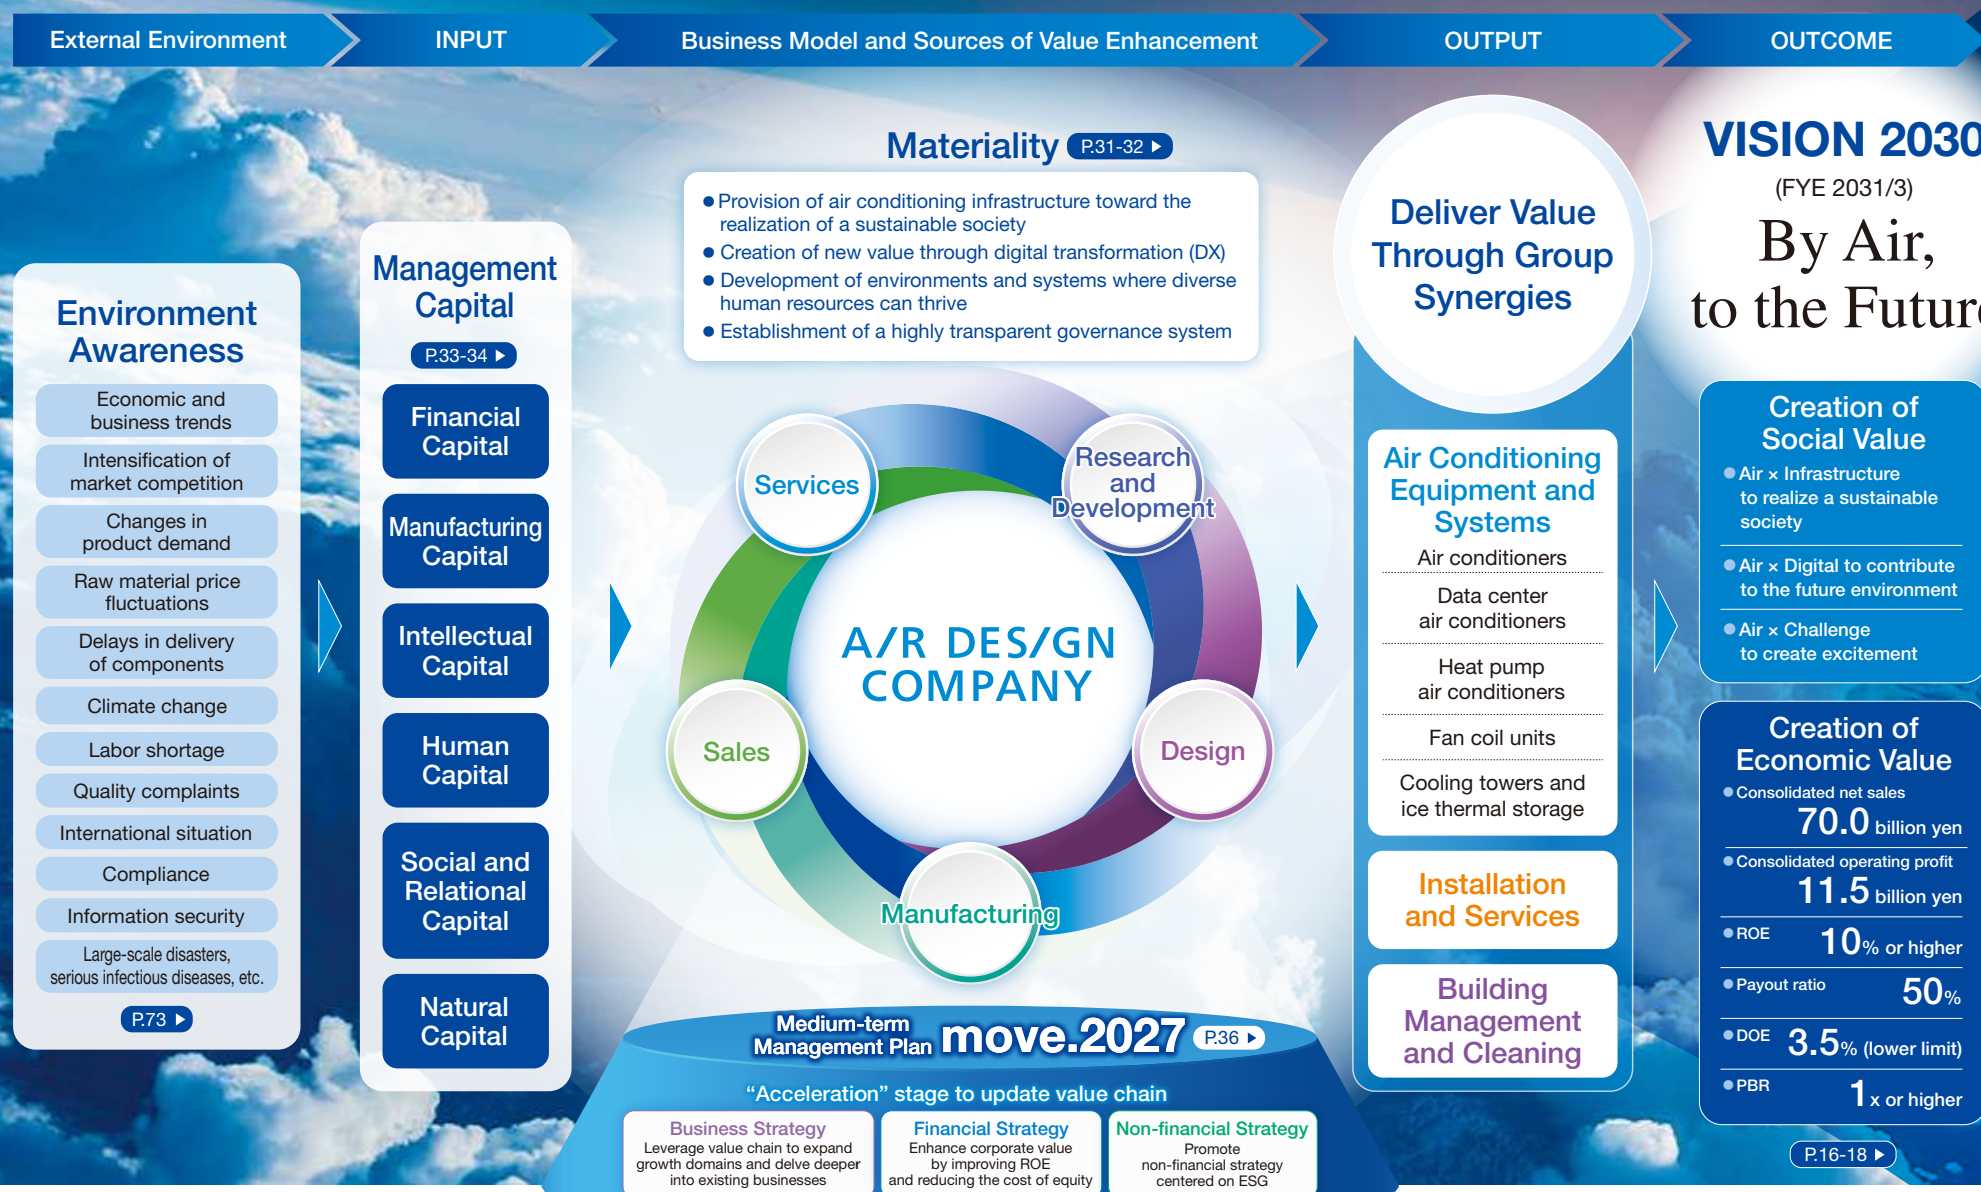 External Environment
INPUT
Business Model and Sources of Value Enhancement
OUTPUT
OUTCOME
Environment
Awareness
Economic and
business trends
Intensification of
market competition
Changes in
product demand
Raw material price
fluctuations
Delays in delivery
of components
Climate change
Labor shortage
Quality complaints
International situation
Compliance
Information security
Large-scale disasters,
serious infectious diseases, etc.
P.73
Management
Capital
P.33-34
Financial
Capital
Manufacturing
Capital
Intellectual
Capital
Human
Capital
Social and
Relational
Capital
Natural
Capital
Materiality P.31-32
● Provision of air conditioning infrastructure toward the
realization of a sustainable society
● Creation of new value through digital transformation (DX)
● Development of environments and systems where diverse
human resources can thrive
● Establishment of a highly transparent governance system
Services
Research
and
Development
Sales
Design
Manufacturing
A/R DES/GN
COMPANY
Medium-term
Management Plan move.2027 P.36
“Acceleration” stage to update value chain
Business Strategy
Leverage value chain to expand
growth domains and delve deeper
into existing businesses
Financial Strategy
Enhance corporate value
by improving ROE
and reducing the cost of equity
Non-financial Strategy
Promote
non-financial strategy
centered on ESG
Deliver Value
Through Group
Synergies
Air Conditioning
Equipment and
Systems
Air conditioners
Data center
air conditioners
Heat pump
air conditioners
Fan coil units
Cooling towers and
ice thermal storage
Installation
and Services
Building
Management
and Cleaning
VISION 2030
(FYE 2031/3)
By Air,
to the Future
Creation of
Social Value
● Air × Infrastructure
to realize a sustainable
society
● Air × Digital to contribute
to the future environment
● Air × Challenge
to create excitement
Creation of
Economic Value
● Consolidated net sales
70.0 billion yen
● Consolidated operating profit
11.5 billion yen
● ROE 10% or higher
● Payout ratio 50%
● DOE 3.5% (lower limit)
● PBR 1x or higher
P.16-18